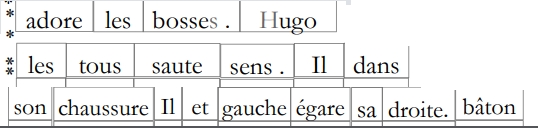 * adore les bosses . Hugo
* les tous saute sens . Il dans
son chaussure Il et gauche égare sa droite. bâton